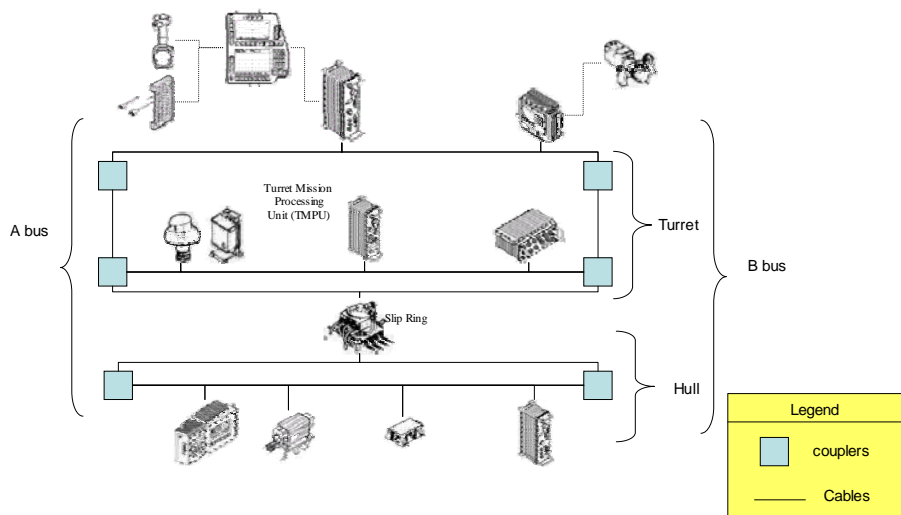 Turret Mission
Processing
Unit (TMPU)
A bus
Turret
B bus
Slip Ring
Hull
Legend
couplers
Cables